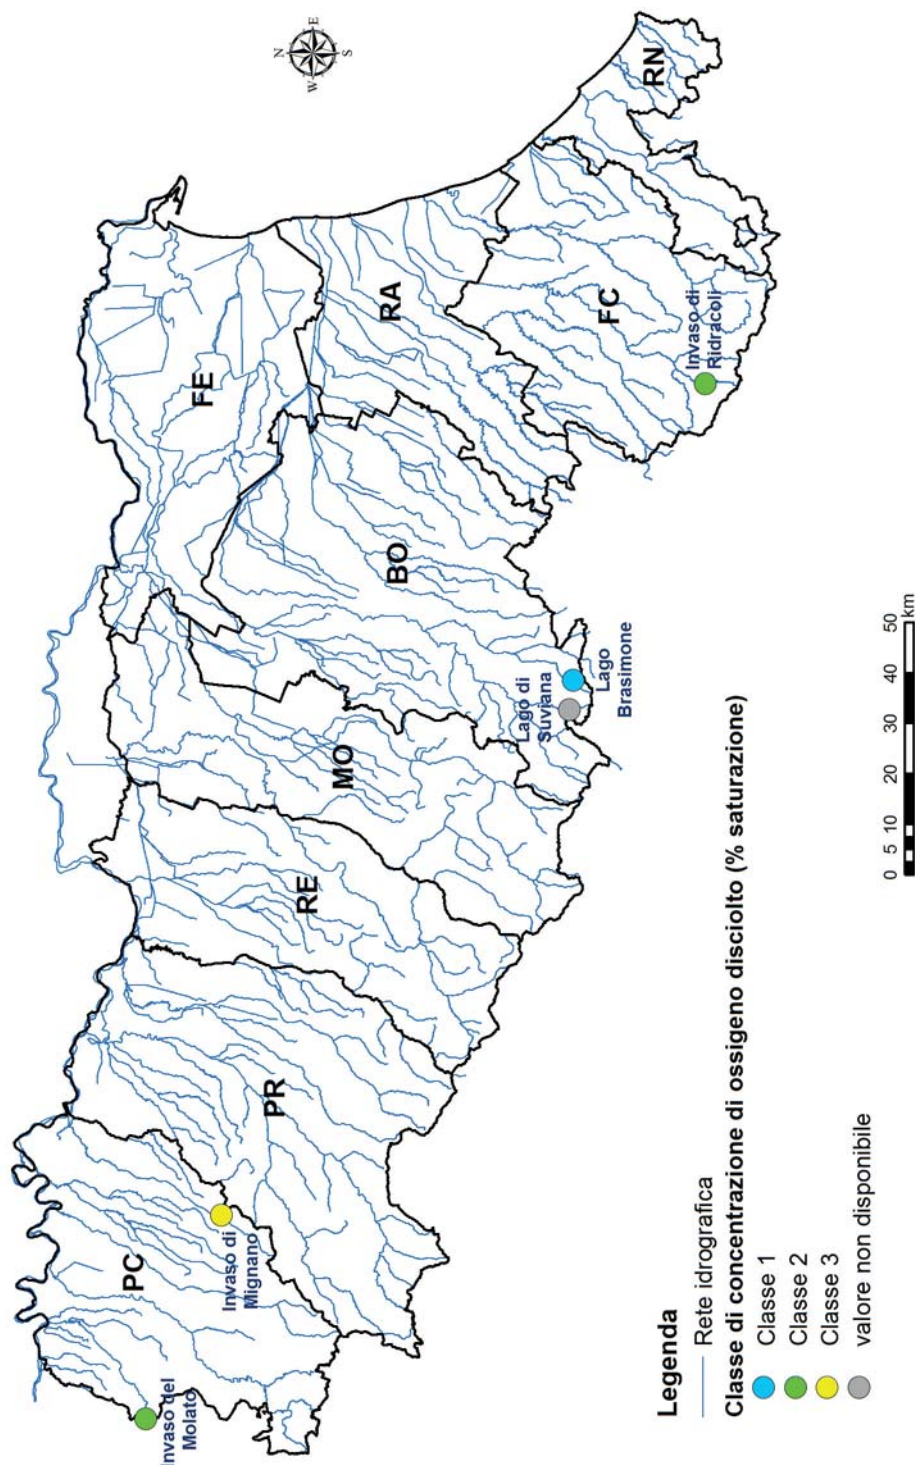 N
E
S
W
PC
PR
RE
MO
BO
FE
RA
FC
RN
Invaso del
Molato
Invaso di
Mignano
Lago di
Suviana
Lago
Brasimone
Invaso di
Ridracoli
Legenda
Rete idrografica
Classe di concentrazione di ossigeno disciolto (% saturazione)
Classe 1
Classe 2
Classe 3
valore non disponibile
0 5 10 20 30 40 50
km